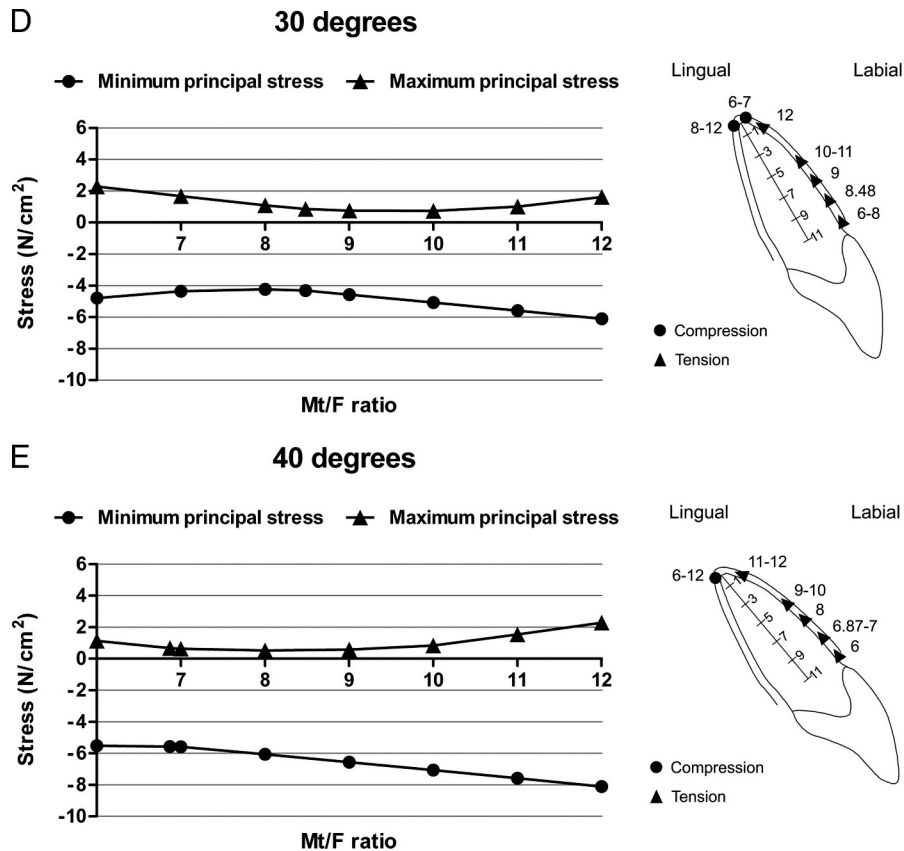 D
30 degrees
Minimum principal stress Maximum principal stress
6
4
2
0
-2
-4
-6
-8
-10
7 8 9 10 11 12
Stress (N/cm²)
Mt/F ratio
Lingual Labial
6-7
8-12
12
10-11
9
8.48
6-8
1
3
5
7
9
11
Compression
Tension
E
40 degrees
Minimum principal stress Maximum principal stress
6
4
2
0
-2
-4
-6
-8
-10
7 8 9 10 11 12
Stress (N/cm²)
Mt/F ratio
Lingual Labial
6-12
11-12
9-10
8
6.87-7
6
1
3
5
7
9
11
Compression
Tension